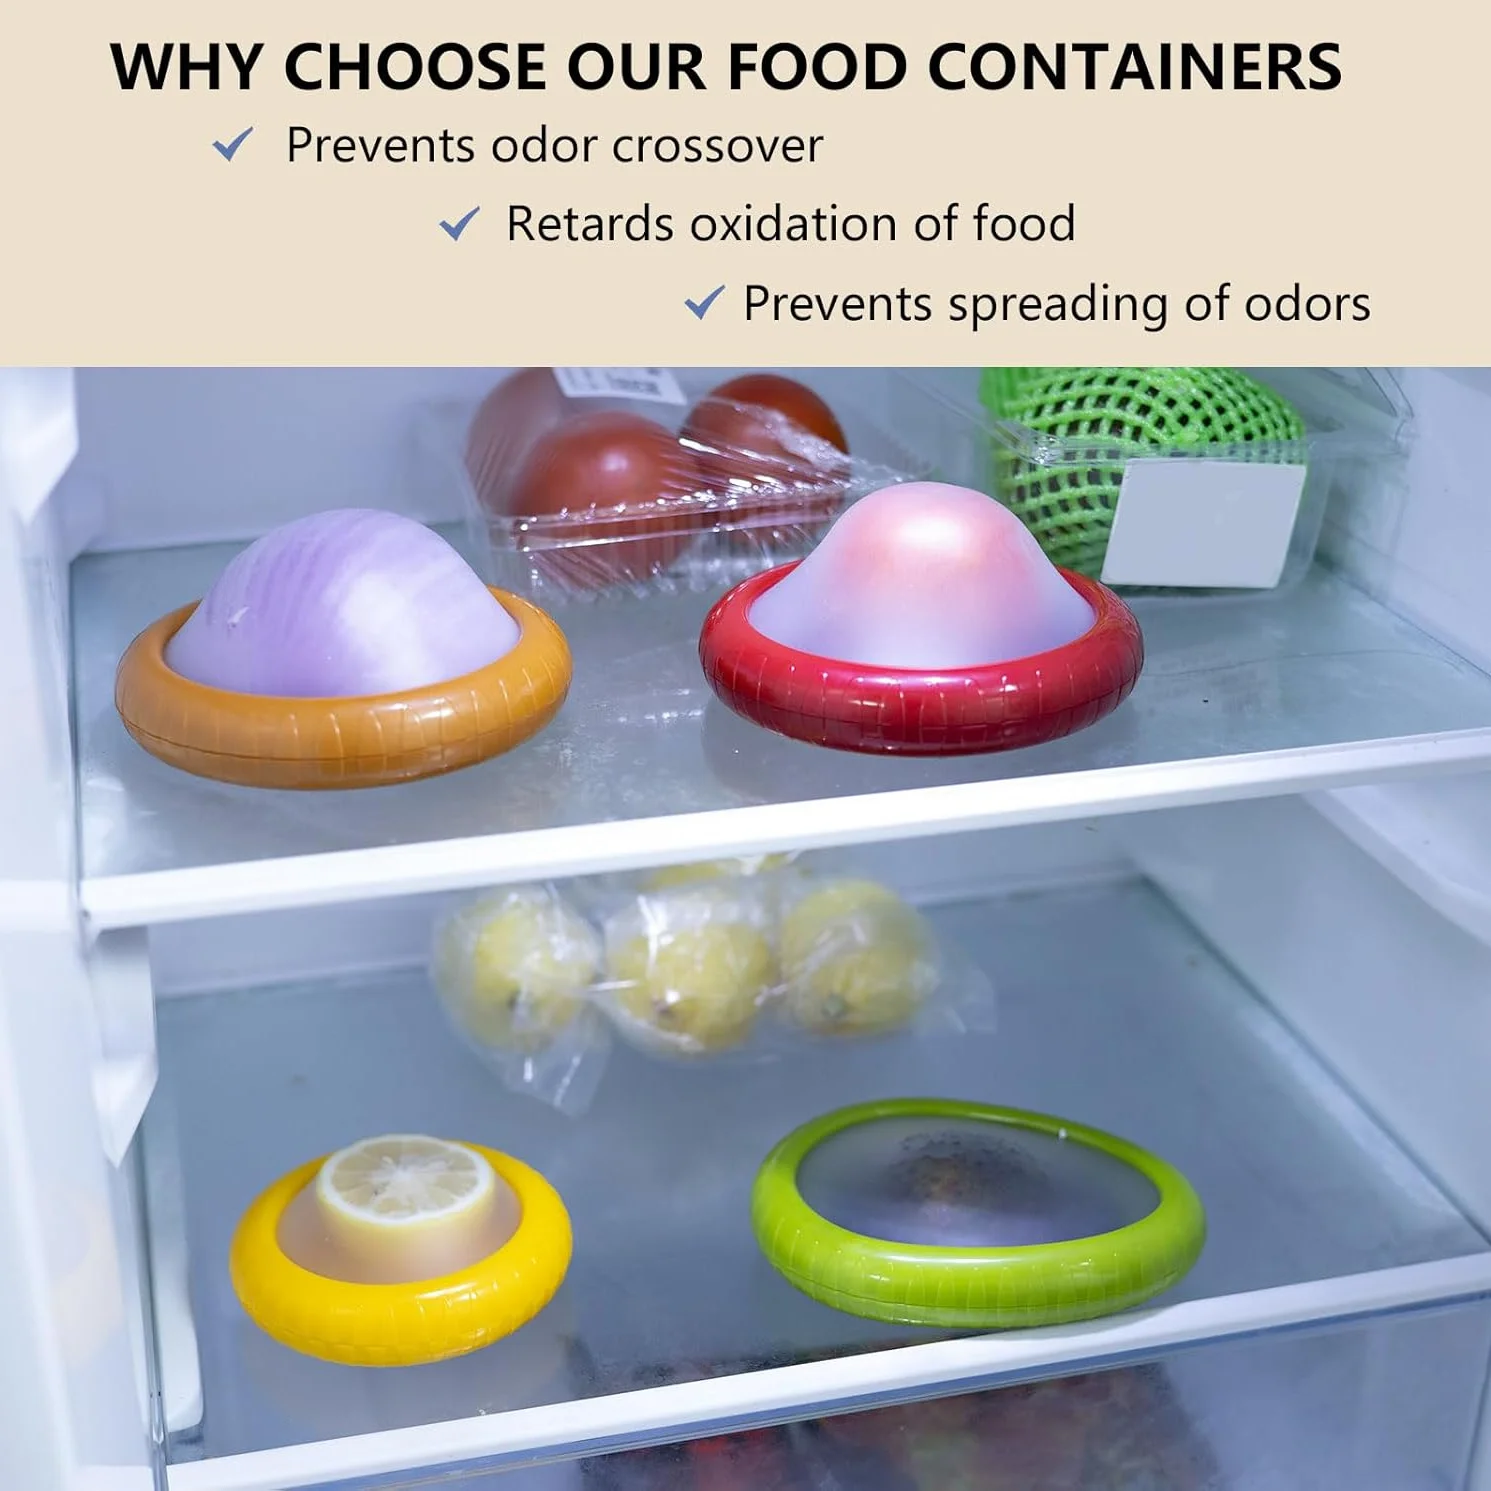 WHY CHOOSE OUR FOOD CONTAINERS
Prevents odor crossover
Retards oxidation of food
Prevents spreading of odors